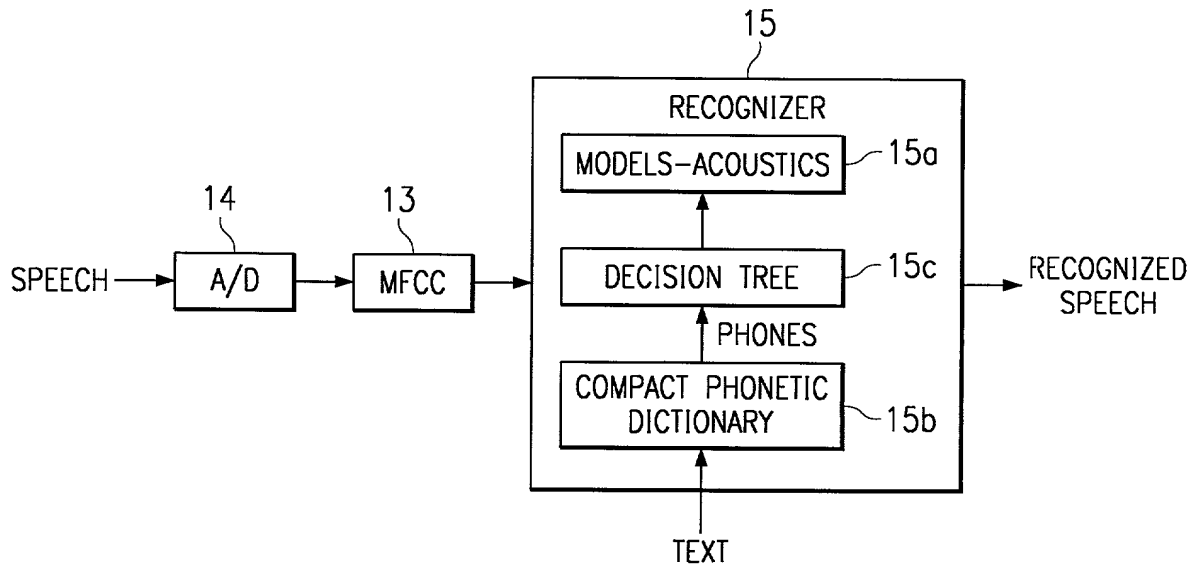 15
RECOGNIZER
MODELS-ACOUSTICS
15a
14
13
SPEECH
A/D
MFCC
DECISION TREE
15c
RECOGNIZED
SPEECH
PHONES
COMPACT PHONETIC
DICTIONARY
15b
TEXT